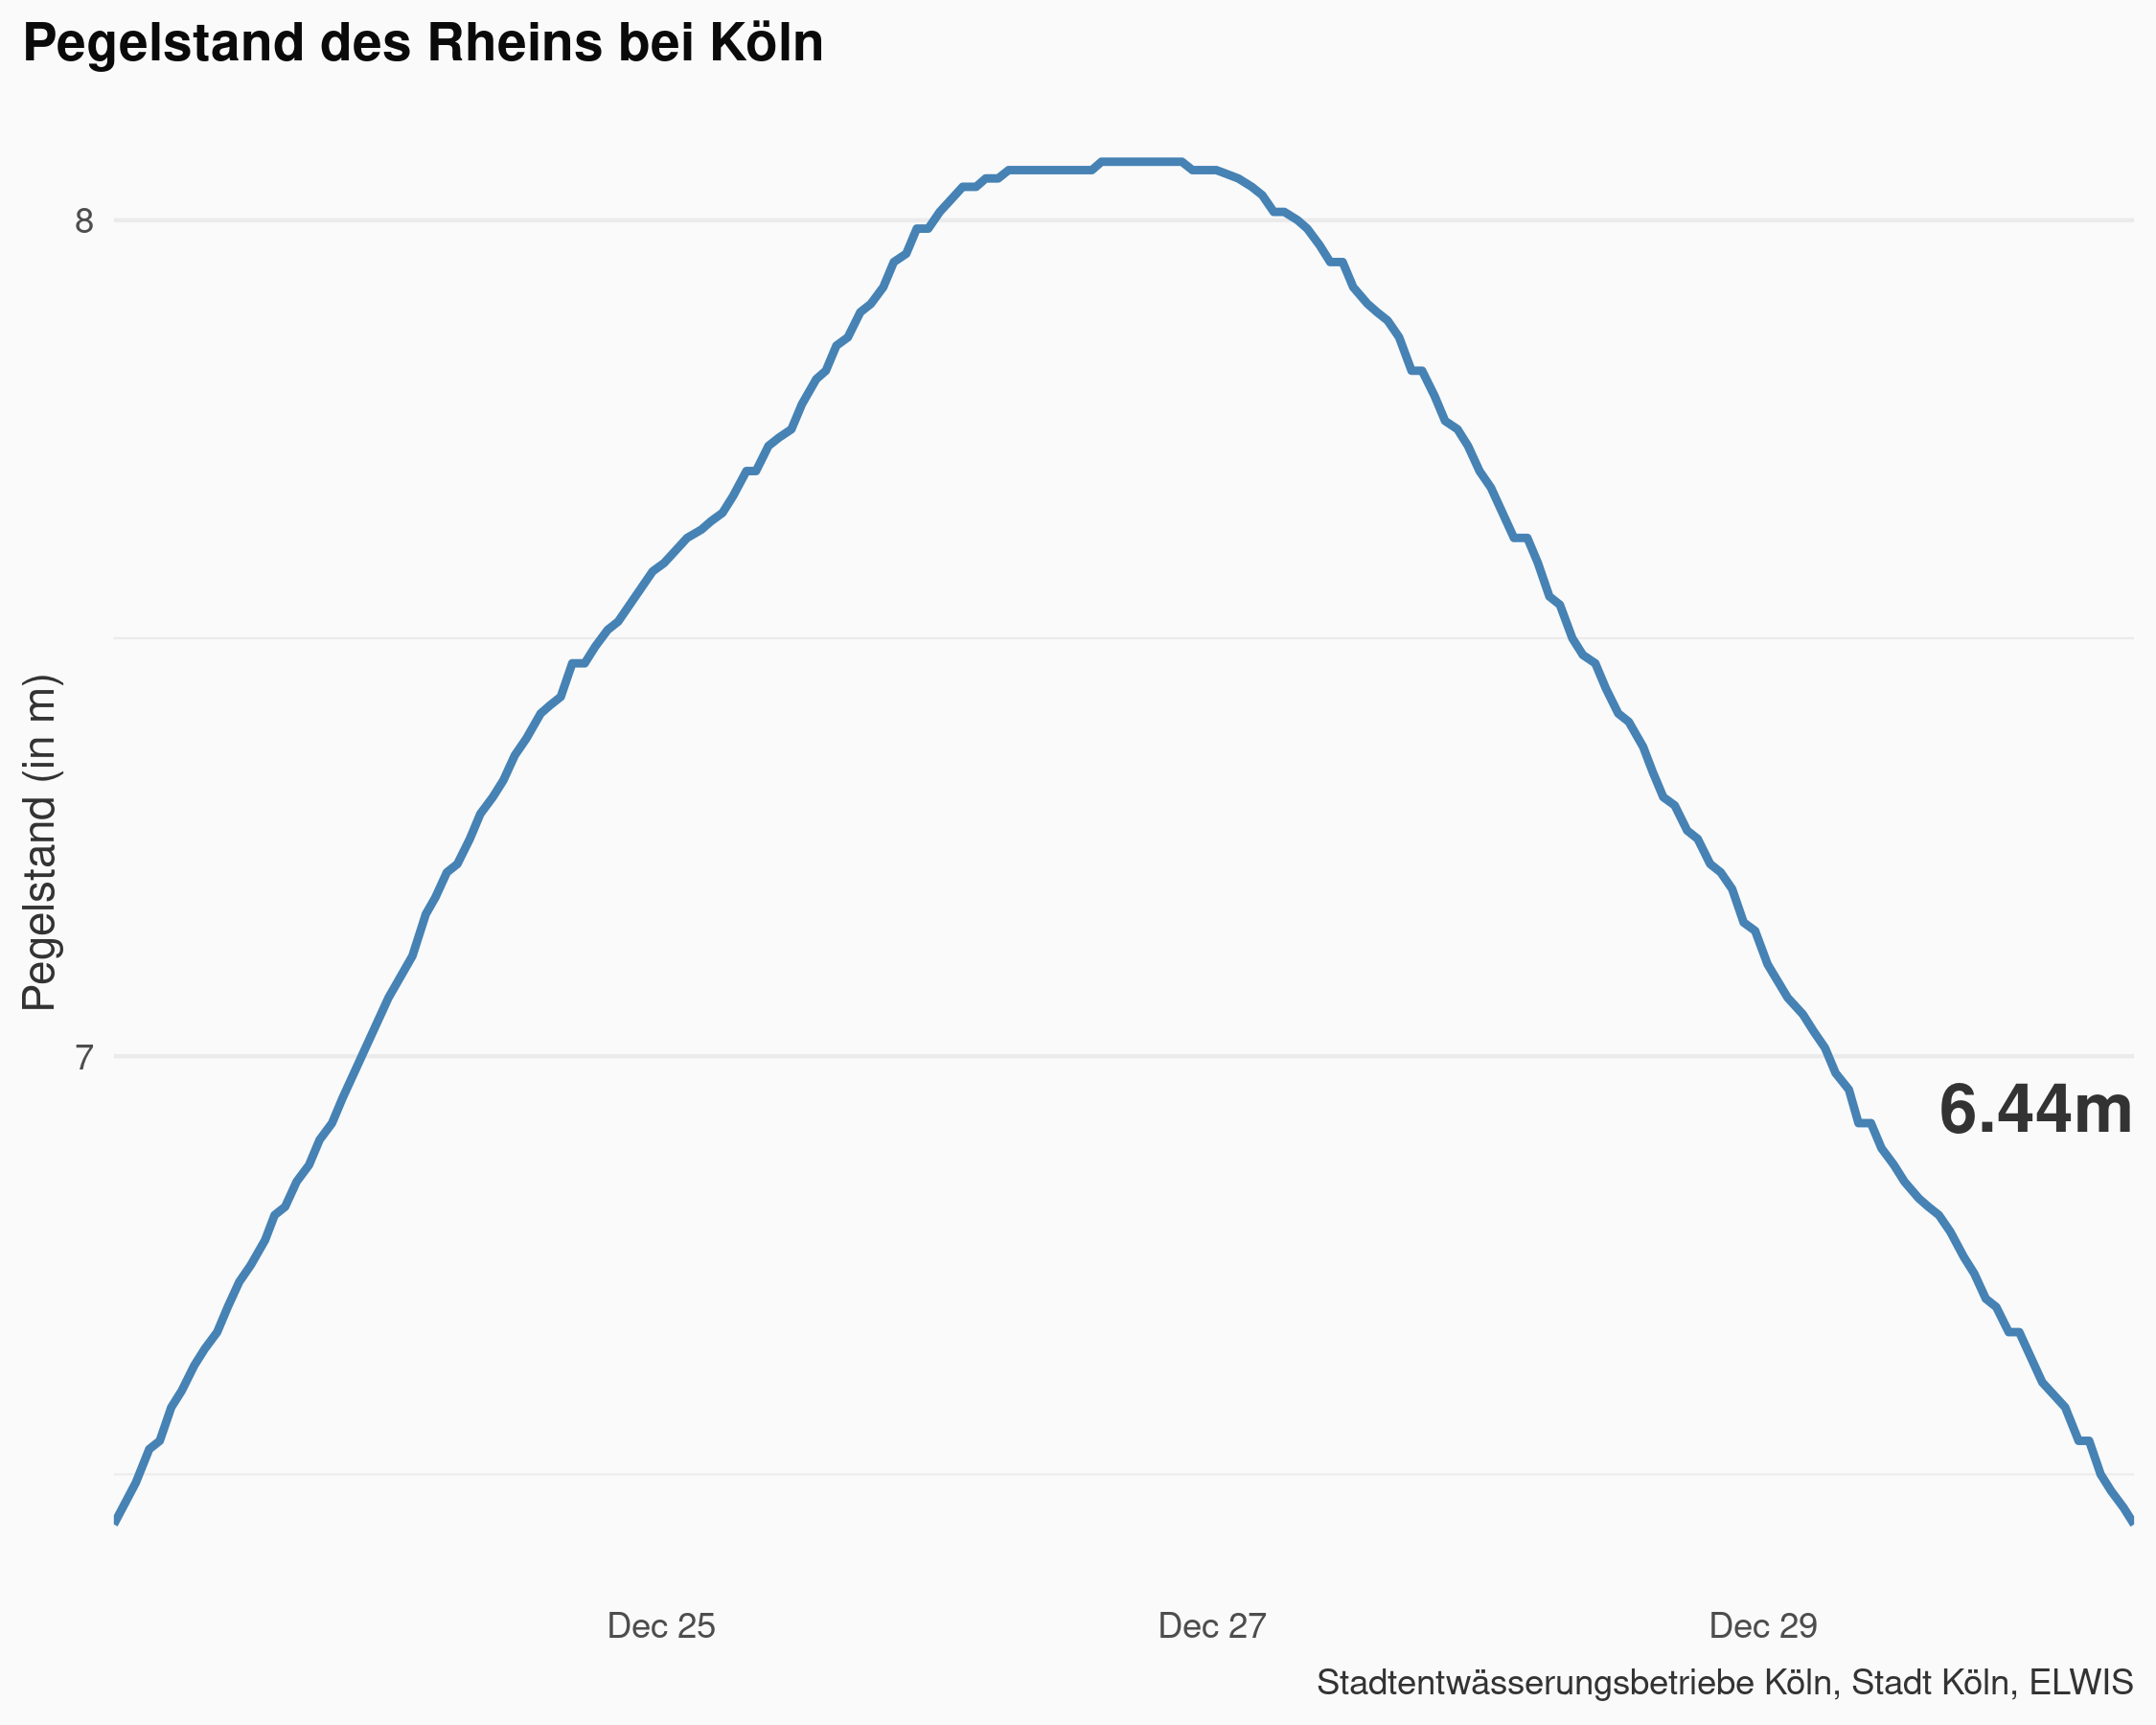 Pegelstand des Rheins bei Köln
Pegelstand (in m)
8
7
6.44m
Dec 25
Dec 27
Dec 29
Stadtentwässerungsbetriebe Köln, Stadt Köln, ELWIS